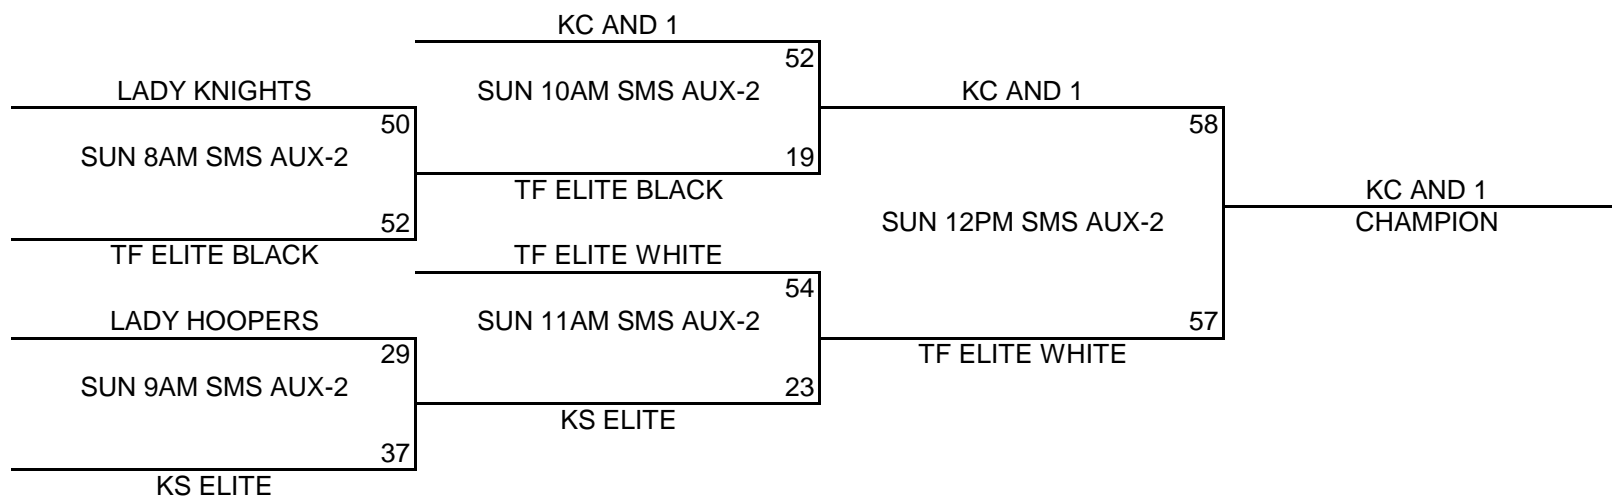 KC AND 1
52
LADY KNIGHTS
SUN 10AM SMS AUX-2
KC AND 1
50
58
SUN 8AM SMS AUX-2
19
TF ELITE BLACK
KC AND 1
52
SUN 12PM SMS AUX-2
CHAMPION
TF ELITE BLACK
TF ELITE WHITE
54
LADY HOOPERS
SUN 11AM SMS AUX-2
57
29
TF ELITE WHITE
SUN 9AM SMS AUX-2
23
KS ELITE
37
KS ELITE